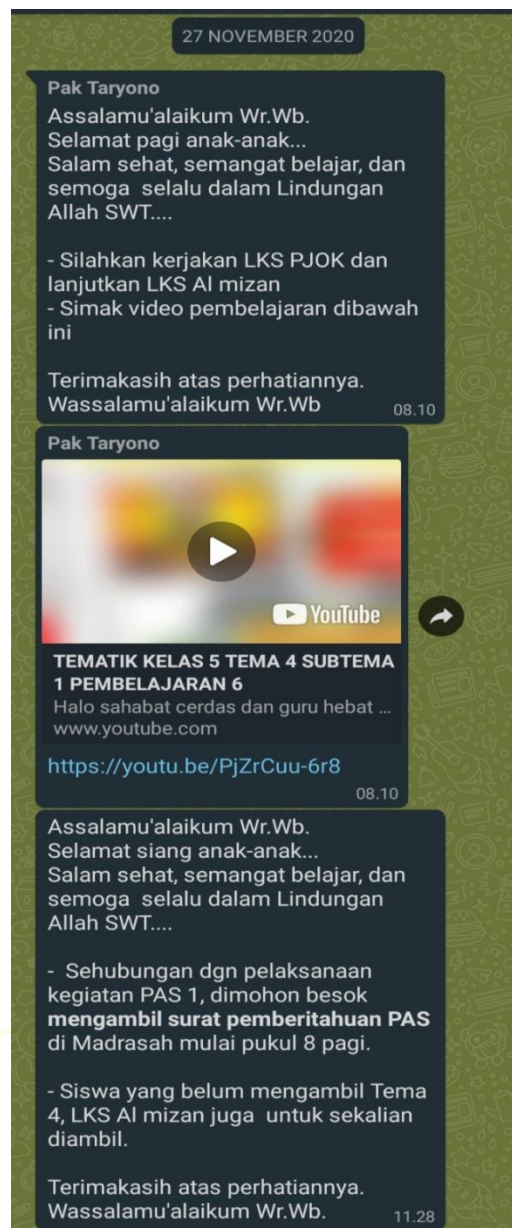 27 NOVEMBER 2020
Pak Taryono
Assalamu'alaikum Wr.Wb.
Selamat pagi anak-anak...
Salam sehat, semangat belajar, dan
semoga selalu dalam Lindungan
Allah SWT....
- Silahkan kerjakan LKS PJOK dan
lanjutkan LKS Al mizan
- Simak video pembelajaran dibawah
ini
Terimakasih atas perhatiannya.
Wassalamu'alaikum Wr.Wb
08.10
Pak Taryono
YouTube
TEMATIK KELAS 5 TEMA 4 SUBTEMA
1 PEMBELAJARAN 6
Halo sahabat cerdas dan guru hebat ...
www.youtube.com
https://youtu.be/PjZrCuu-6r8
08.10
Assalamu'alaikum Wr.Wb.
Selamat siang anak-anak...
Salam sehat, semangat belajar, dan
semoga selalu dalam Lindungan
Allah SWT....
- Sehubungan dgn pelaksanaan
kegiatan PAS 1, dimohon besok
mengambil surat pemberitahuan PAS
di Madrasah mulai pukul 8 pagi.
- Siswa yang belum mengambil Tema
4, LKS Al mizan juga untuk sekalian
diambil.
Terimakasih atas perhatiannya.
Wassalamu'alaikum Wr.Wb.
11.28